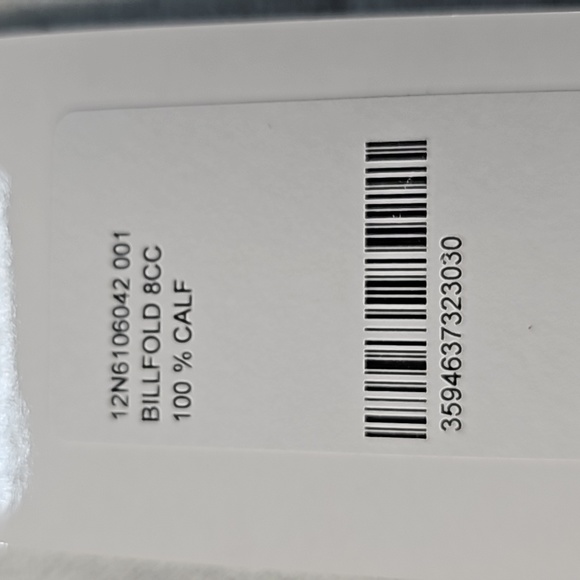 12N6106042 001
BILLFOLD 8CC
100 % CALF
3594637323030